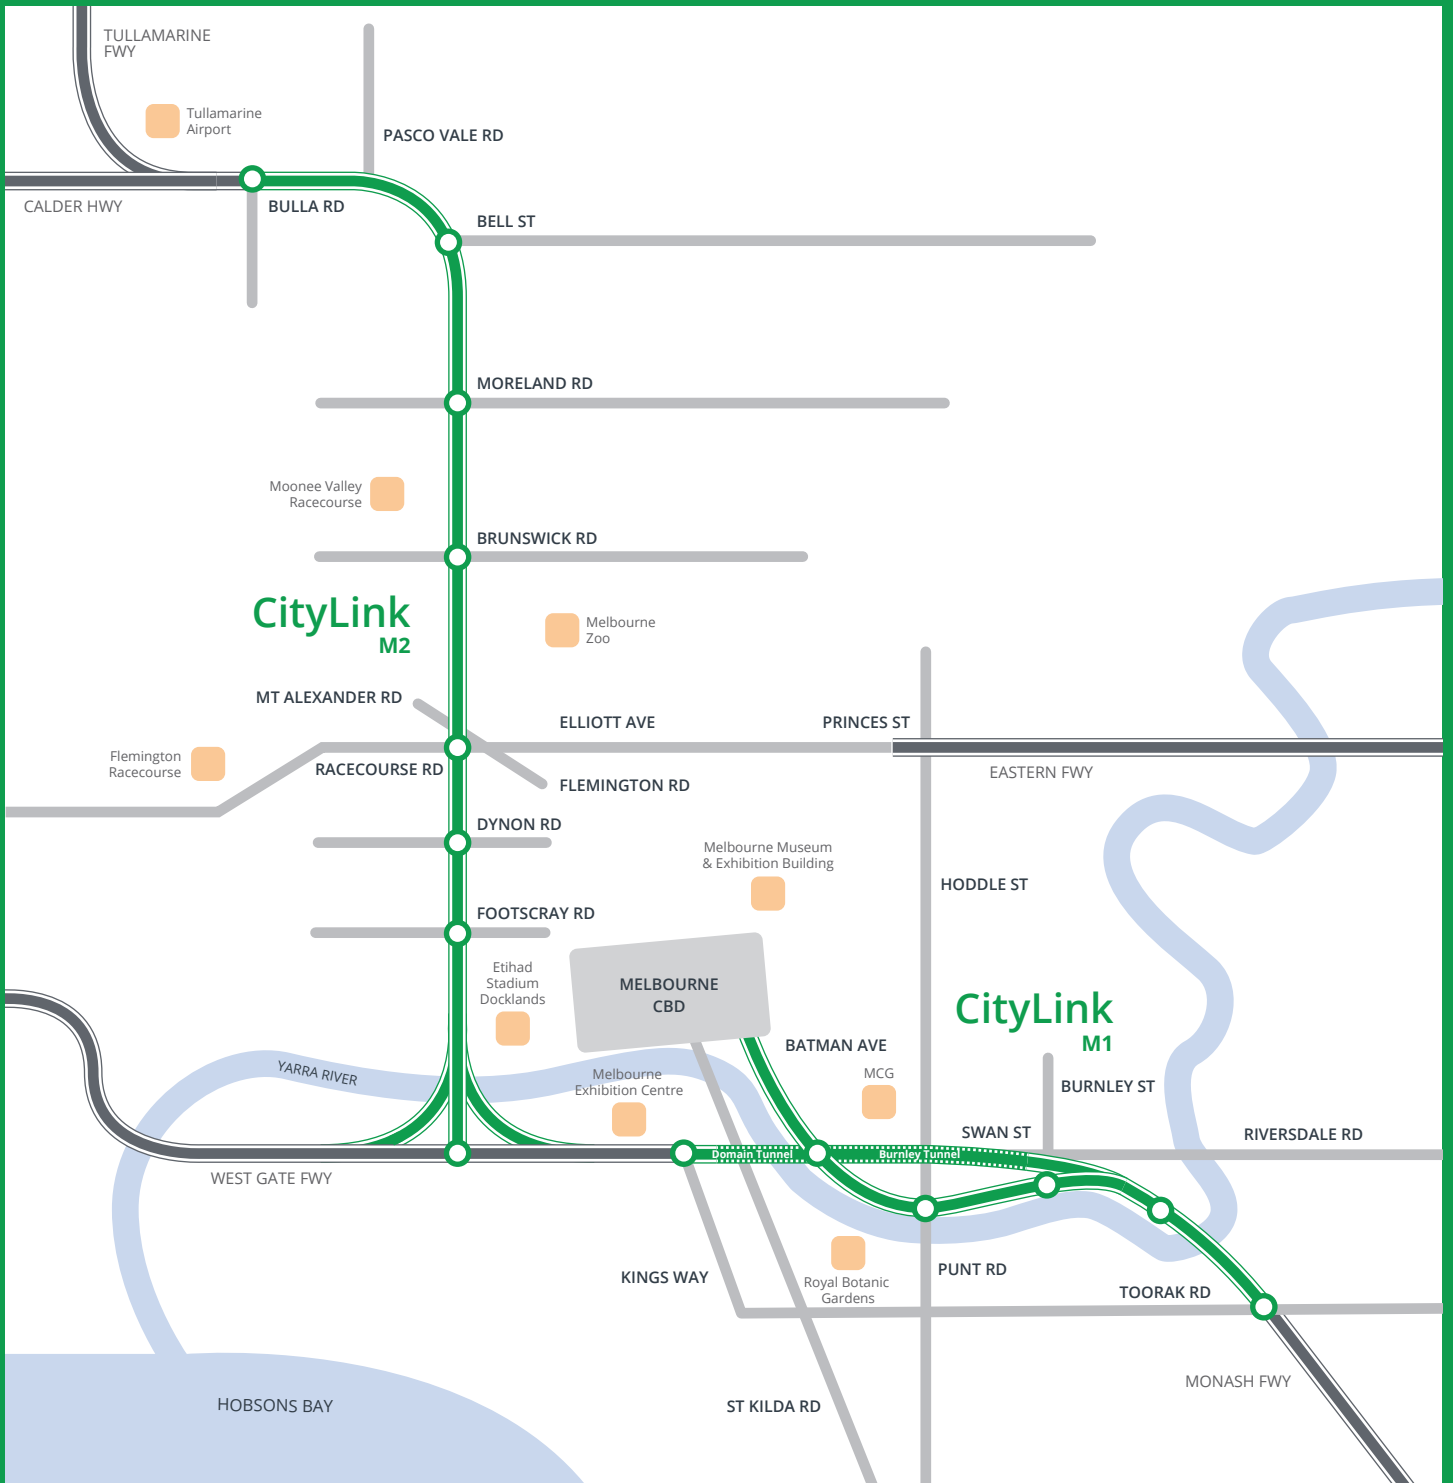 TULLAMARINE
FWY
Tullamarine
Airport
PASCO VALE RD
CALDER HWY
BULLA RD
BELL ST
MORELAND RD
Moonee Valley
Racecourse
BRUNSWICK RD
CityLink
M2
Melbourne
Zoo
MT ALEXANDER RD
ELLIOTT AVE
PRINCES ST
Flemington
Racecourse
RACECOURSE RD
EASTERN FWY
FLEMINGTON RD
DYNON RD
Melbourne Museum
& Exhibition Building
HODDLE ST
FOOTSCRAY RD
Etihad
Stadium
Docklands
MELBOURNE
CBD
CityLink
M1
BATMAN AVE
YARRA RIVER
Melbourne
Exhibition Centre
MCG
BURNLEY ST
SWAN ST
RIVERSDALE RD
Domain Tunnel
Burnley Tunnel
WEST GATE FWY
KINGS WAY
Royal Botanic
Gardens
PUNT RD
TOORAK RD
MONASH FWY
HOBSONS BAY
ST KILDA RD